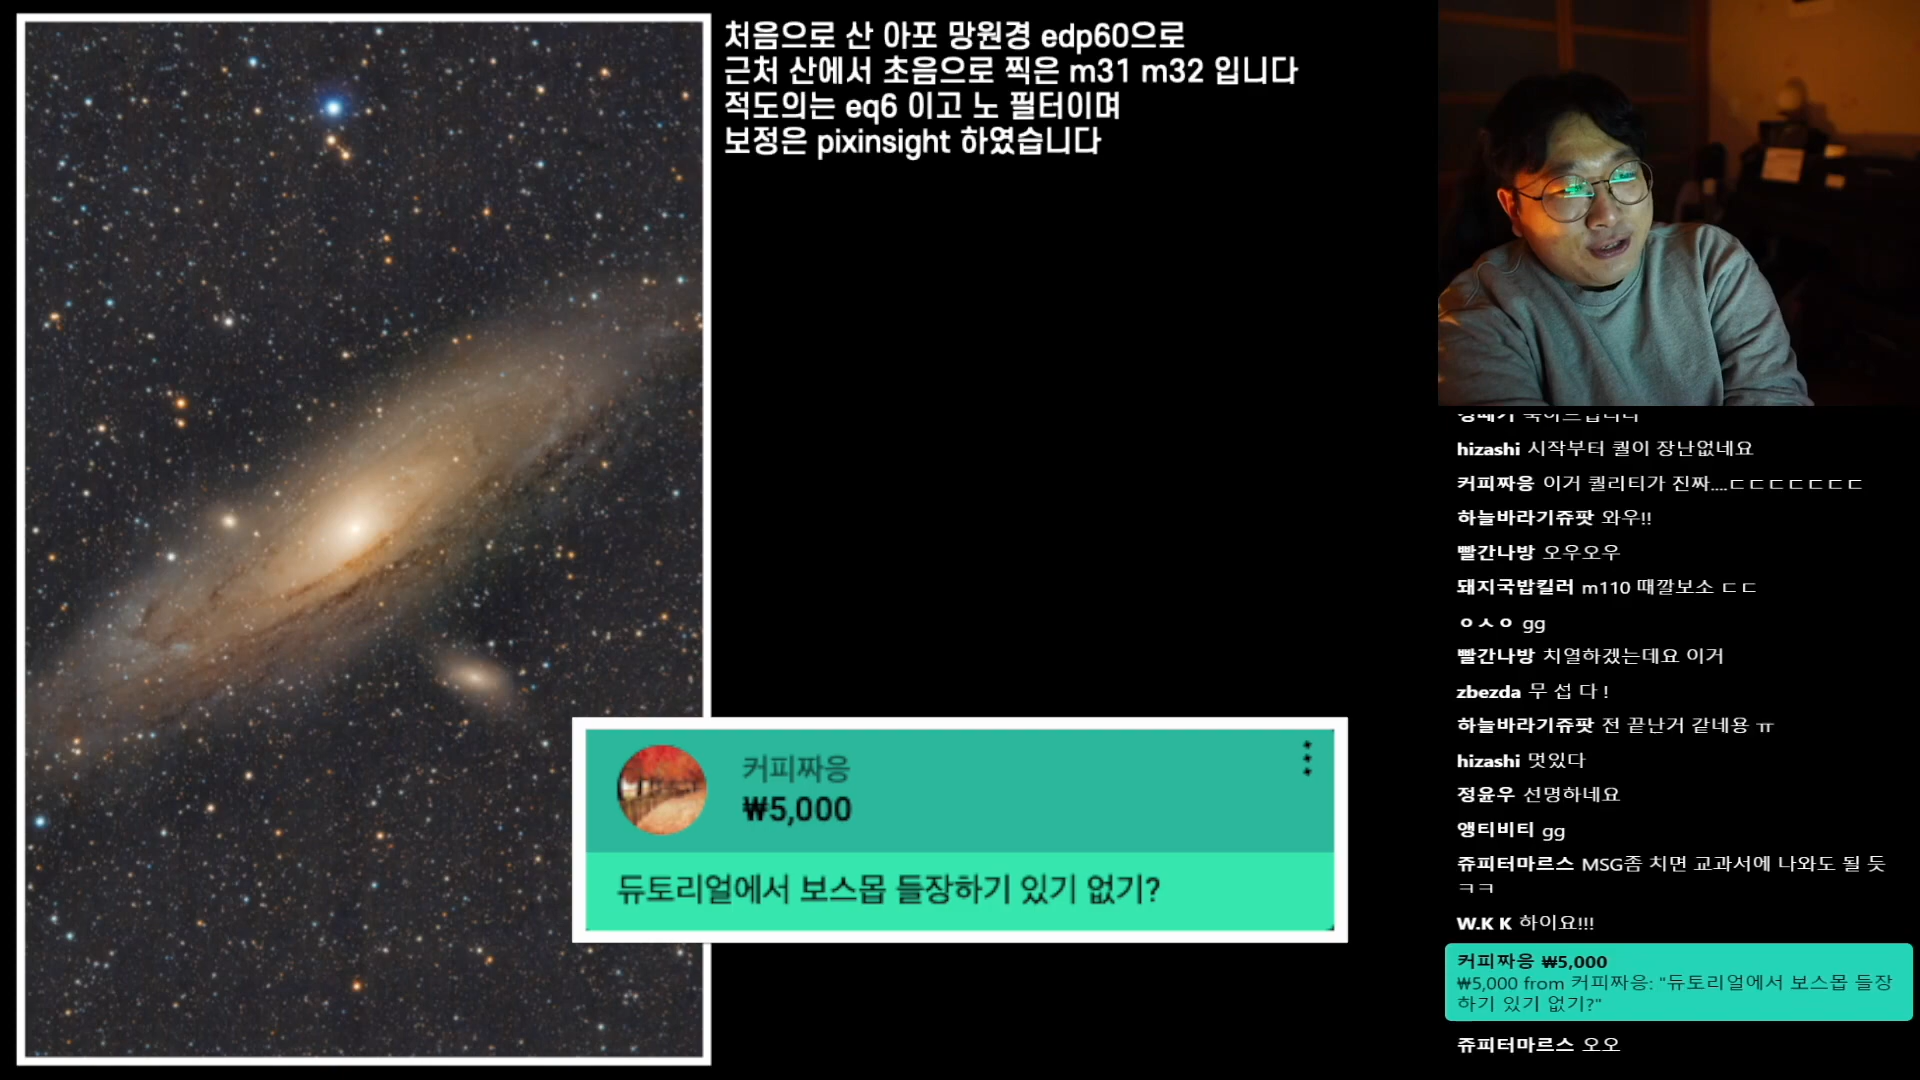 처음으로 산 아포 망원경 edp60으로
근처 산에서 초음으로 찍은 m31 m32 입니다
적도의는 eq6 이고 노 필터이며
보정은 pixinsight 하였습니다
커피짜응
₩5,000
듀토리얼에서 보스몹 들장하기 있기 없기?
hizashi 시작부터 퀄이 장난없네요
커피짜응 이거 퀄리티가 진짜....ㄷㄷㄷㄷㄷㄷㄷ
하늘바라기쥬팟 와우!!
빨간나방 오우오우
돼지국밥킬러 m110 때깔보소 ㄷㄷ
ㅇㅅㅇ gg
빨간나방 치열하겠는데요 이거
zbezda 무 섭 다 !
하늘바라기쥬팟 전 끝난거 같네용 ㅠ
hizashi 멋있다
정윤우 선명하네요
앵티비티 gg
쥬피터마르스 MSG좀 치면 교과서에 나와도 될 듯
ㅋㅋ
W.K K 하이요!!!
커피짜응 ₩5,000
₩5,000 from 커피짜응: "듀토리얼에서 보스몹 들장
하기 있기 없기?"
쥬피터마르스 오오